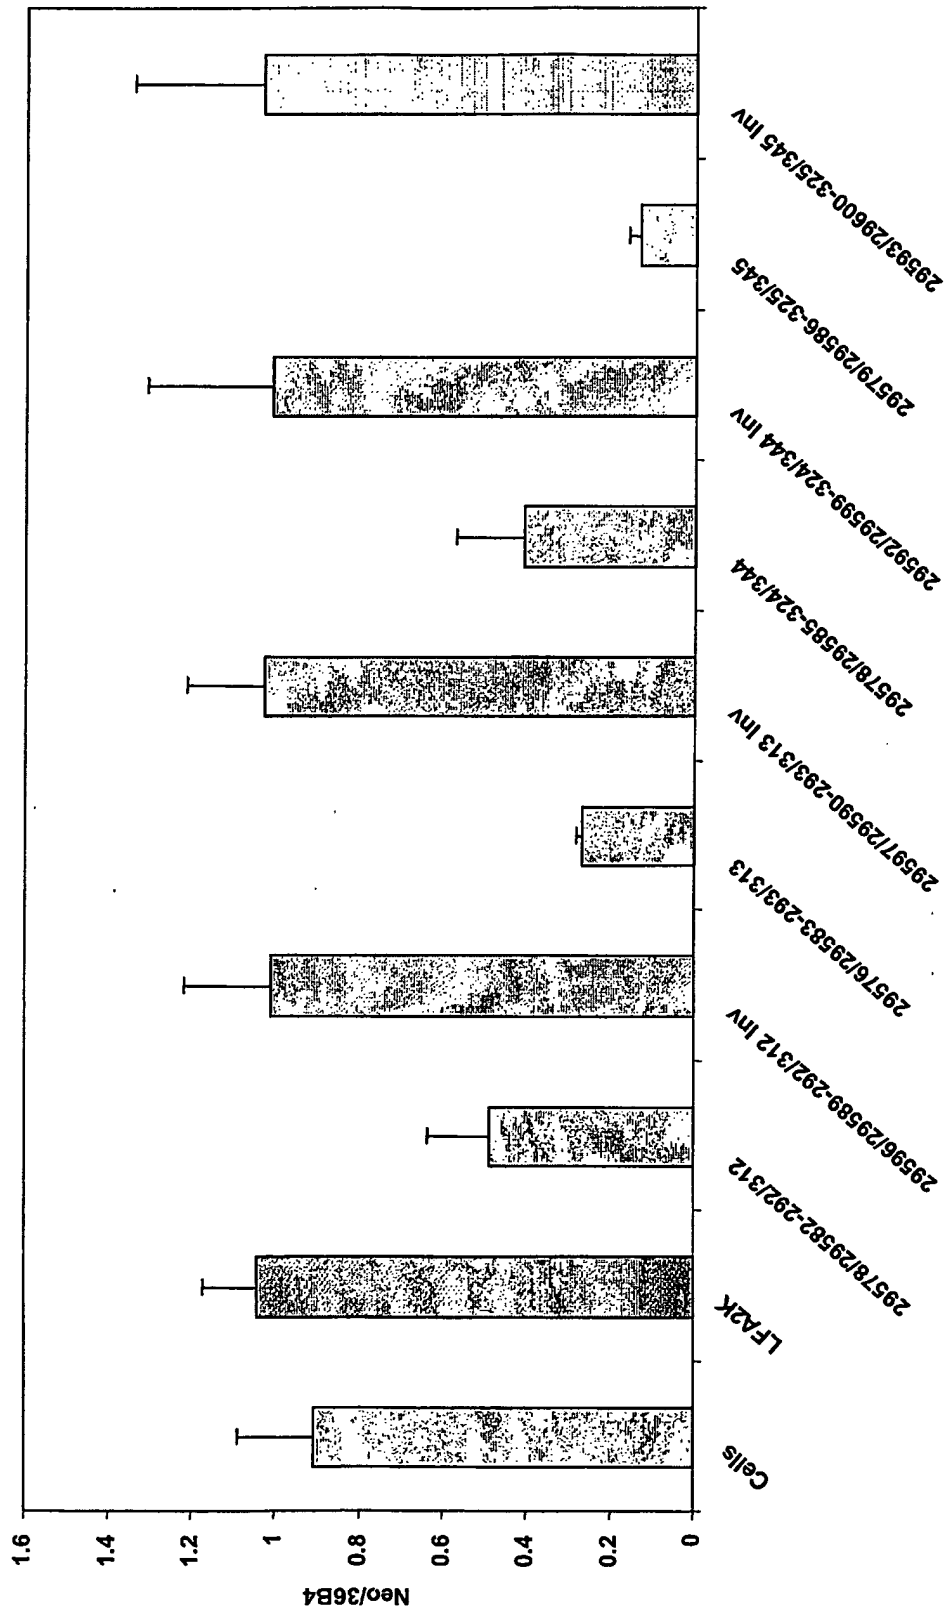 Neo/36B4
1.6
1.4
1.2
1
0.8
0.6
0.4
0.2
0
Cells
LFA2K
29578/29582-292/312
29596/29589-292/312 Inv
29576/29583-293/313
29597/29590-293/313 Inv
29578/29585-324/344
29592/29599-324/344 Inv
29579/29586-325/345
29593/29600-325/345 Inv